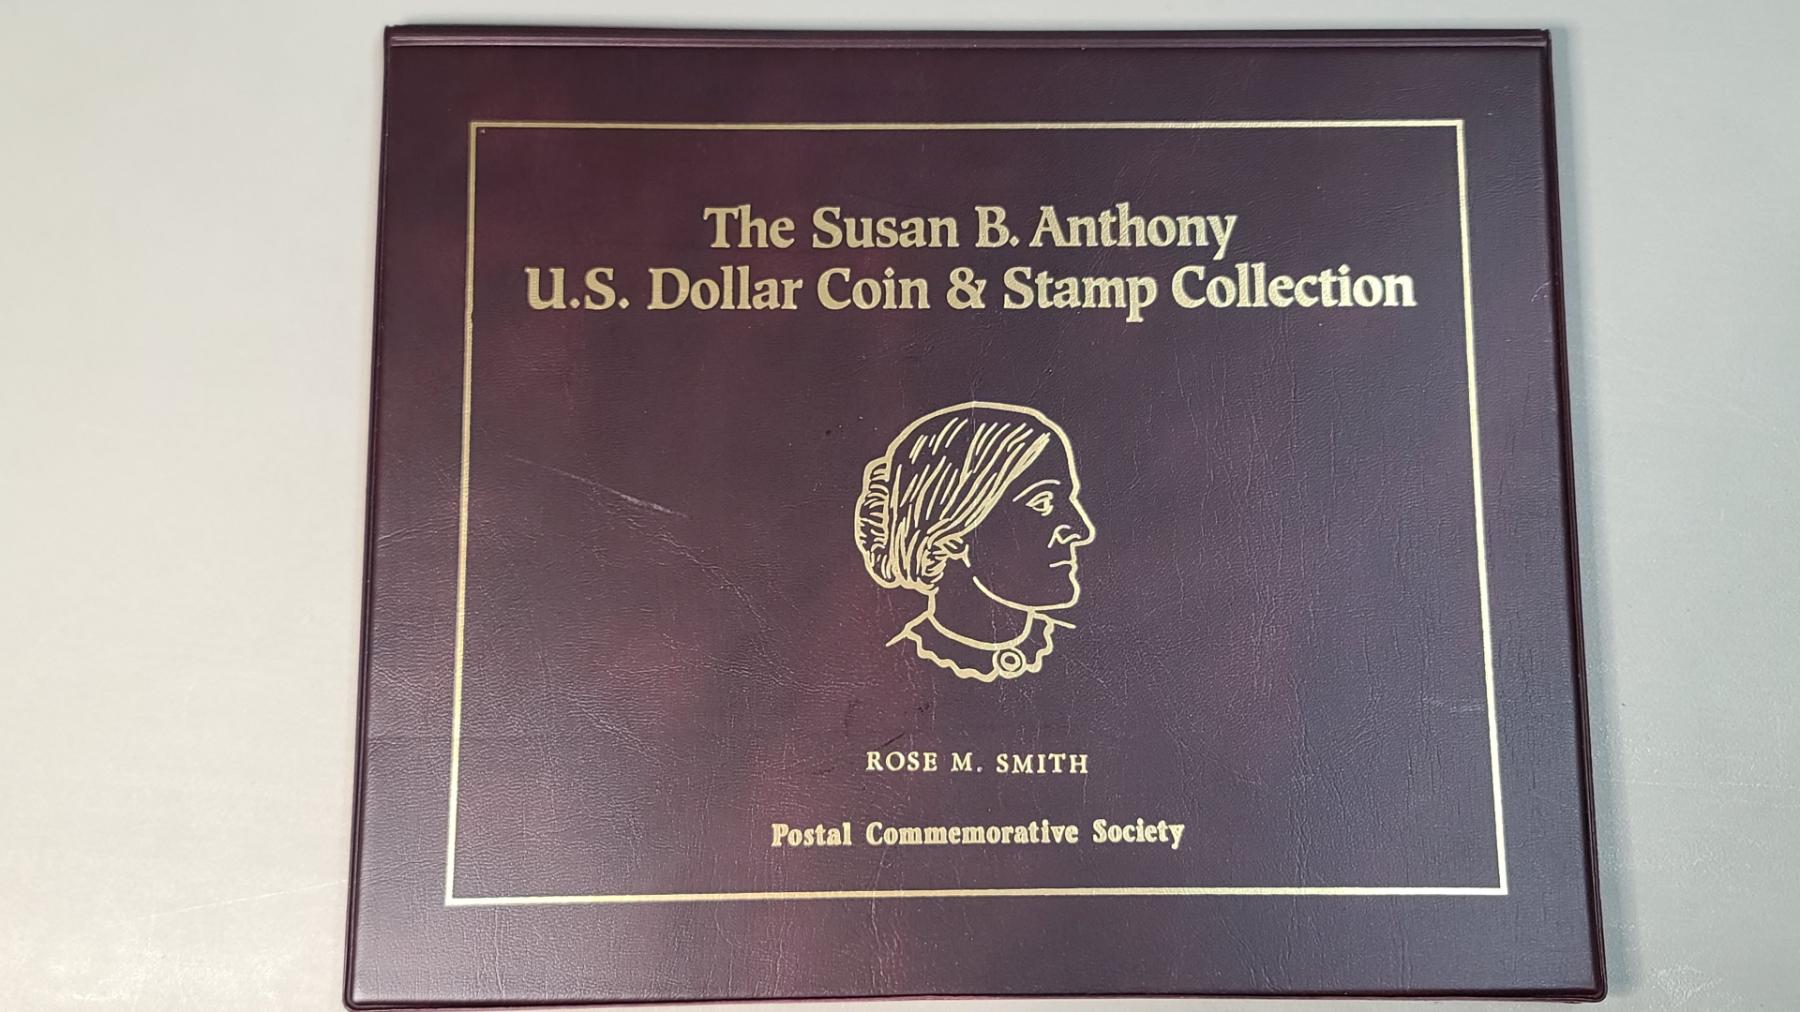 The Susan B. Anthony
U.S. Dollar Coin & Stamp Collection
ROSE M. SMITH
Postal Commemorative Society